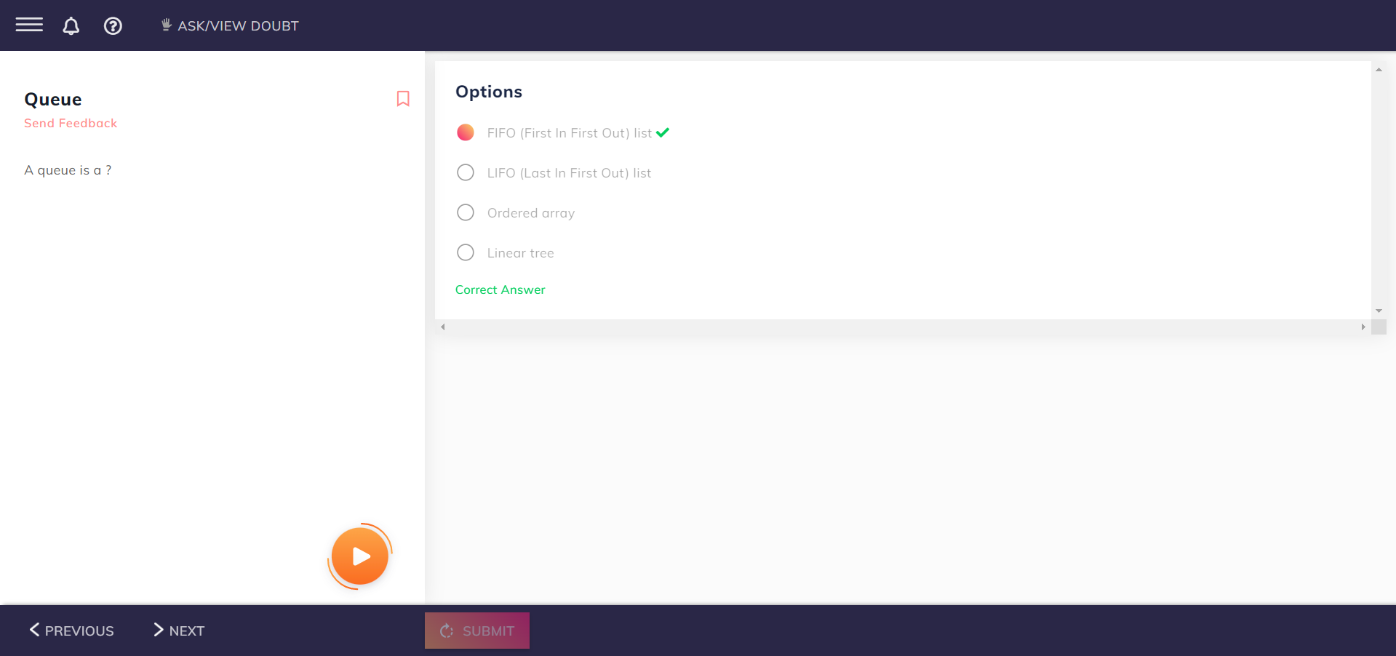 ASK/VIEW DOUBT
Queue
Send Feedback
A queue is a ?
Options
FIFO (First In First Out) list
LIFO (Last In First Out) list
Ordered array
Linear tree
Correct Answer
PREVIOUS
NEXT
SUBMIT